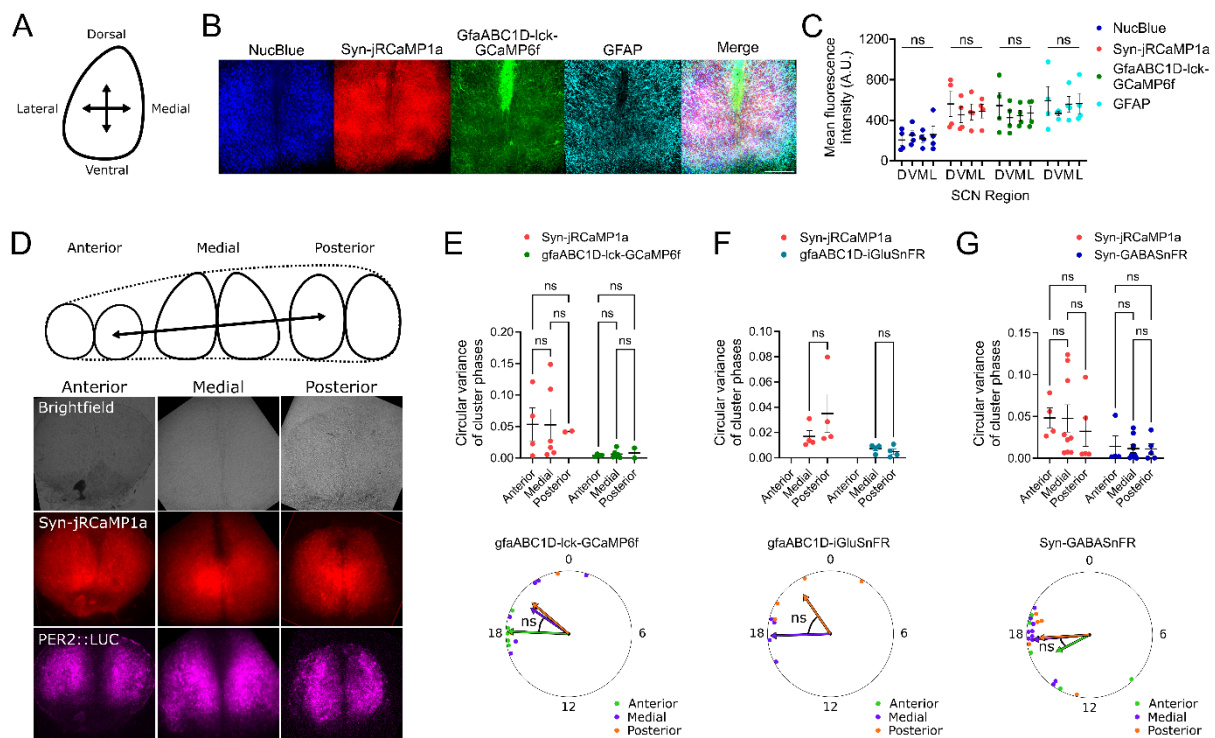 A
Dorsal
Lateral
Medial
Ventral
B
NucBlue
Syn-jRCaMP1a
GfaABC1D-lck-
GCaMP6f
GFAP
Merge
C
Mean fluorescence
intensity (A.U.)
1200
800
400
0
ns
ns
ns
ns
DVML
DVML
DVML
DVML
SCN Region
NucBlue
Syn-jRCaMP1a
GfaABC1D-lck-
GCaMP6f
GFAP
D
Anterior
Medial
Posterior
Anterior
Medial
Posterior
Brightfield
Syn-jRCaMP1a
PER2::LUC
E
Syn-jRCaMP1a
gfaABC1D-lck-GCaMP6f
Circular variance
of cluster phases
0.20
0.15
0.10
0.05
0.00
ns
ns
ns
ns
ns
ns
Anterior
Medial
Posterior
Anterior
Medial
Posterior
gfaABC1D-lck-GCaMP6f
0
18
ns
6
12
Anterior
Medial
Posterior
F
Syn-jRCaMP1a
gfaABC1D-iGluSnFR
Circular variance
of cluster phases
0.10
0.08
0.06
0.04
0.02
0.00
ns
ns
Anterior
Medial
Posterior
Anterior
Medial
Posterior
gfaABC1D-iGluSnFR
0
18
ns
6
12
Anterior
Medial
Posterior
G
Syn-jRCaMP1a
Syn-GABASnFR
Circular variance
of cluster phases
0.15
0.10
0.05
0.00
ns
ns
ns
ns
ns
ns
Anterior
Medial
Posterior
Anterior
Medial
Posterior
Syn-GABASnFR
0
18
ns
6
12
Anterior
Medial
Posterior